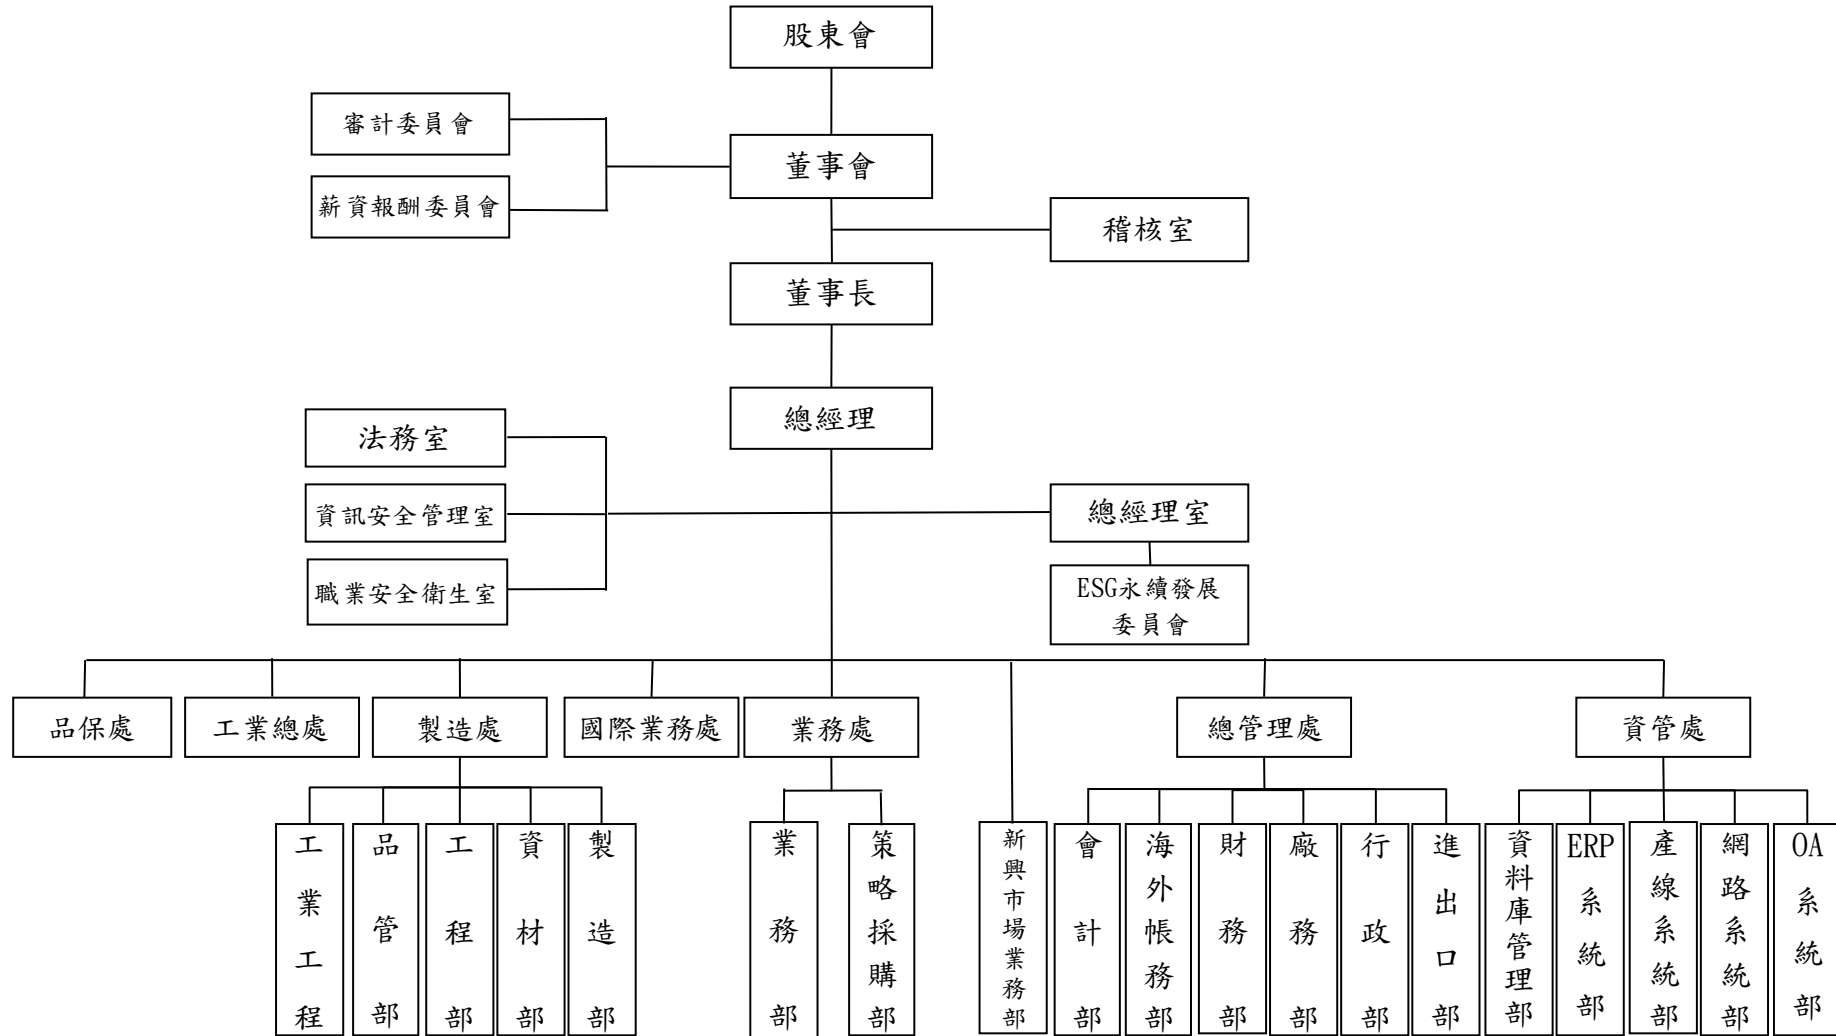 股東會
審計委員會
董事會
薪資報酬委員會
稽核室
董事長
總經理
法務室
資訊安全管理室
總經理室
職業安全衛生室
ESG永續發展
委員會
品保處
工業總處
製造處
國際業務處
業務處
總管理處
資管處
工業工程
品管部
工程部
資材部
製造部
業務部
策略採購部
新興市場業務部
會計部
海外帳務部
財務部
廠務部
行政部
進出口部
資料庫管理部
ERP系統部
產線系統部
網路系統部
OA系統部